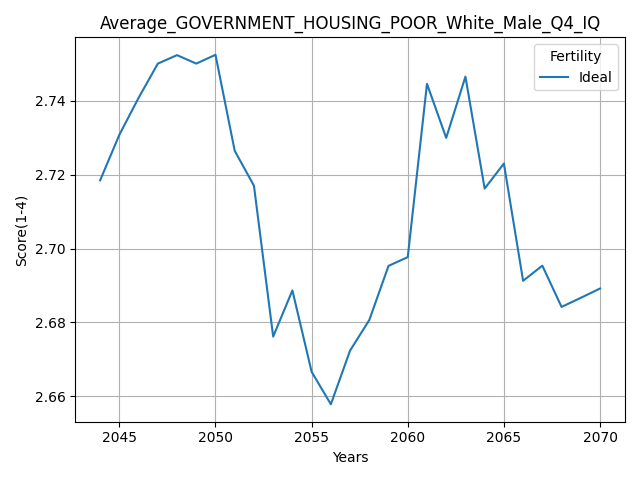 Average_GOVERNMENT_HOUSING_POOR_White_Male_Q4_IQ
Fertility
Ideal
2.74
2.72
2.70
2.68
2.66
Score(1-4)
2045 2050 2055 2060 2065 2070
Years